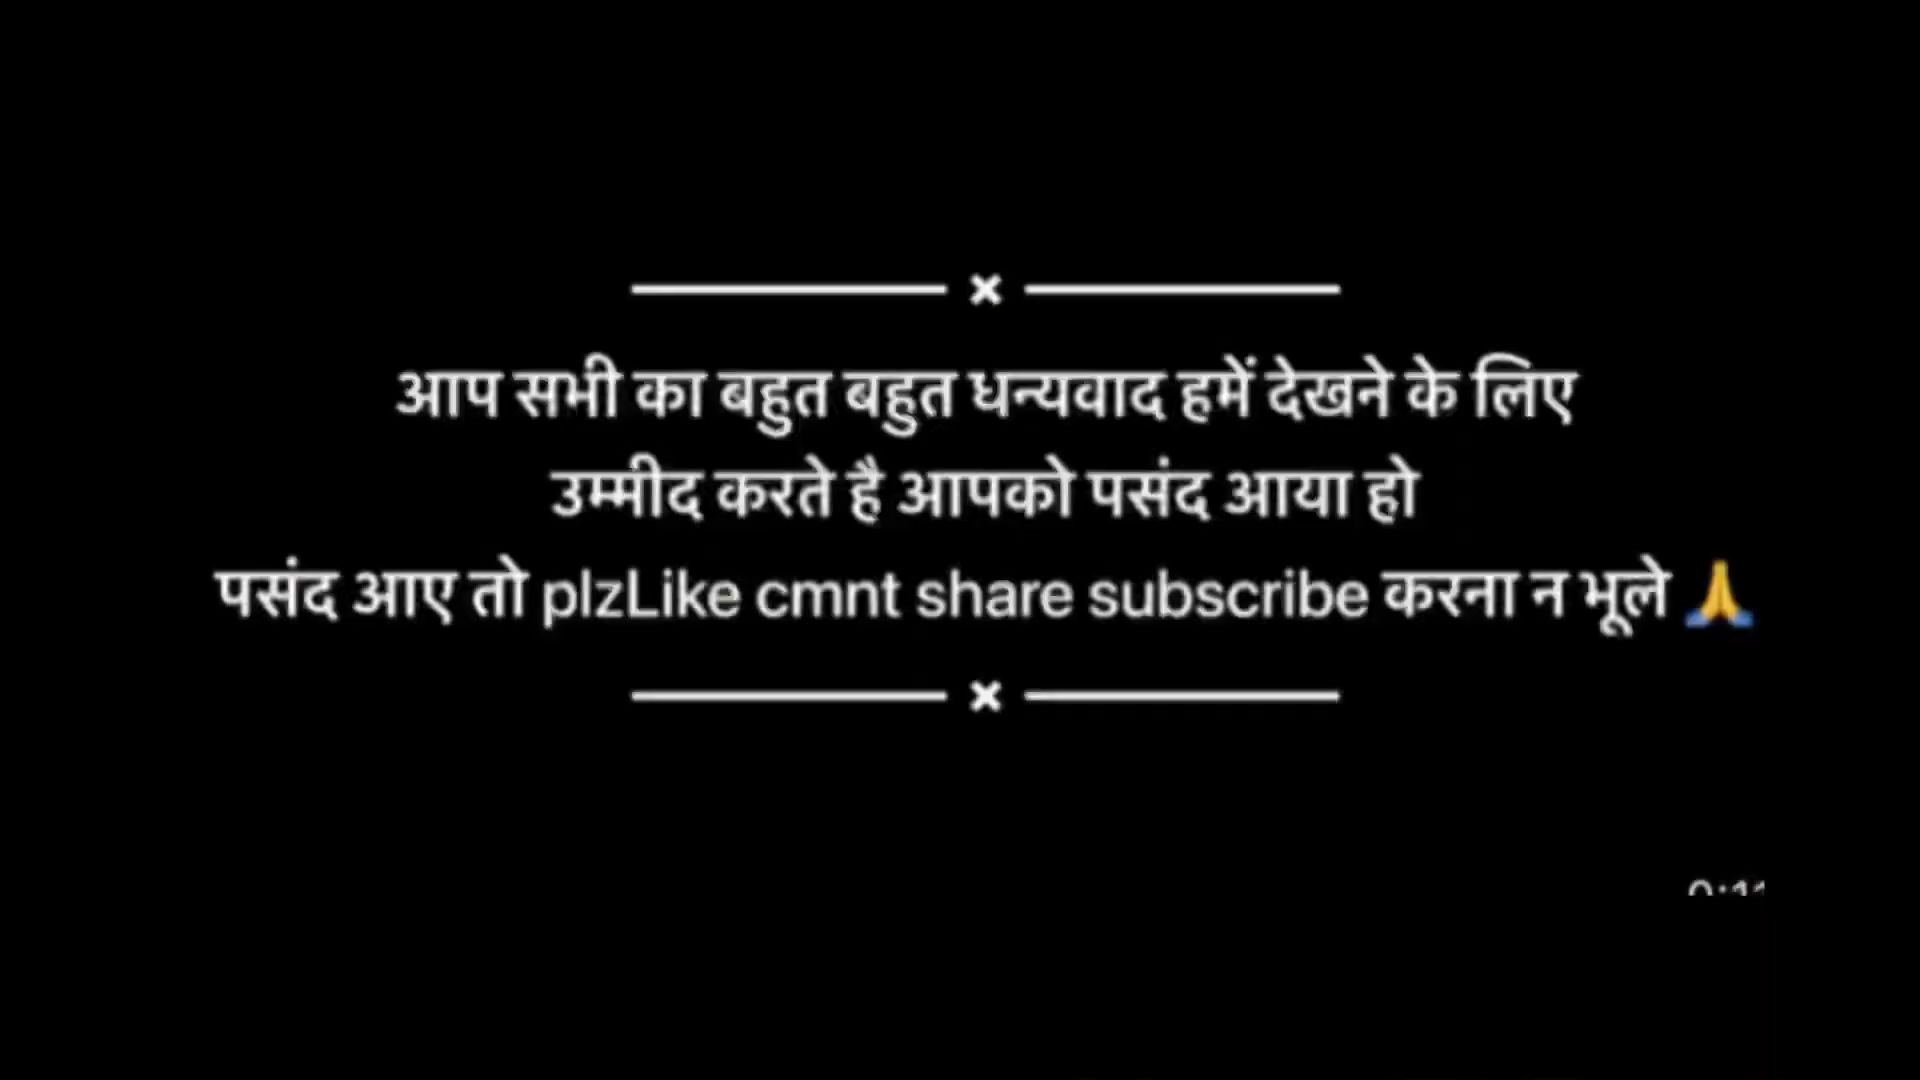 आप सभी का बहुत बहुत धन्यवाद हमें देखने के लिए
उम्मीद करते है आपको पसंद आया हो
पसंद आए तो plzLike cmnt share subscribe करना न भूले 🙏